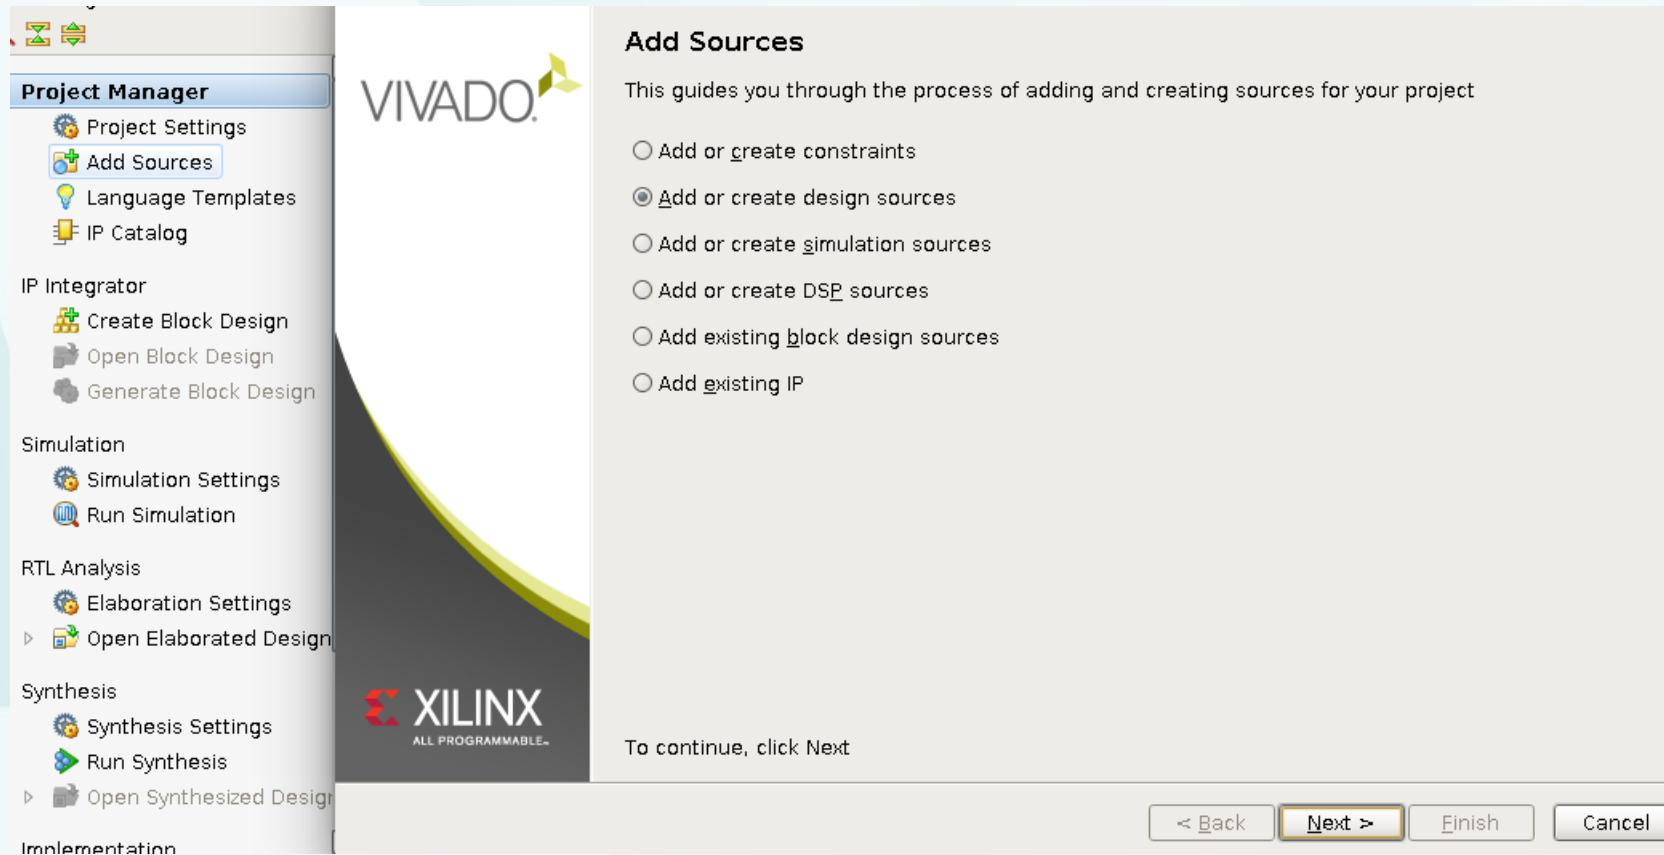 Project Manager
Project Settings
Add Sources
Language Templates
IP Catalog
IP Integrator
Create Block Design
Open Block Design
Generate Block Design
Simulation
Simulation Settings
Run Simulation
RTL Analysis
Elaboration Settings
Open Elaborated Design
Synthesis
Synthesis Settings
Run Synthesis
Open Synthesized Desigr
Implementation
VIVADO.
XILINX
ALL PROGRAMMABLE™
Add Sources
This guides you through the process of adding and creating sources for your project
Add or create constraints
Add or create design sources
Add or create simulation sources
Add or create DSP sources
Add existing block design sources
Add existing IP
To continue, click Next
< Back Next > Finish Cancel